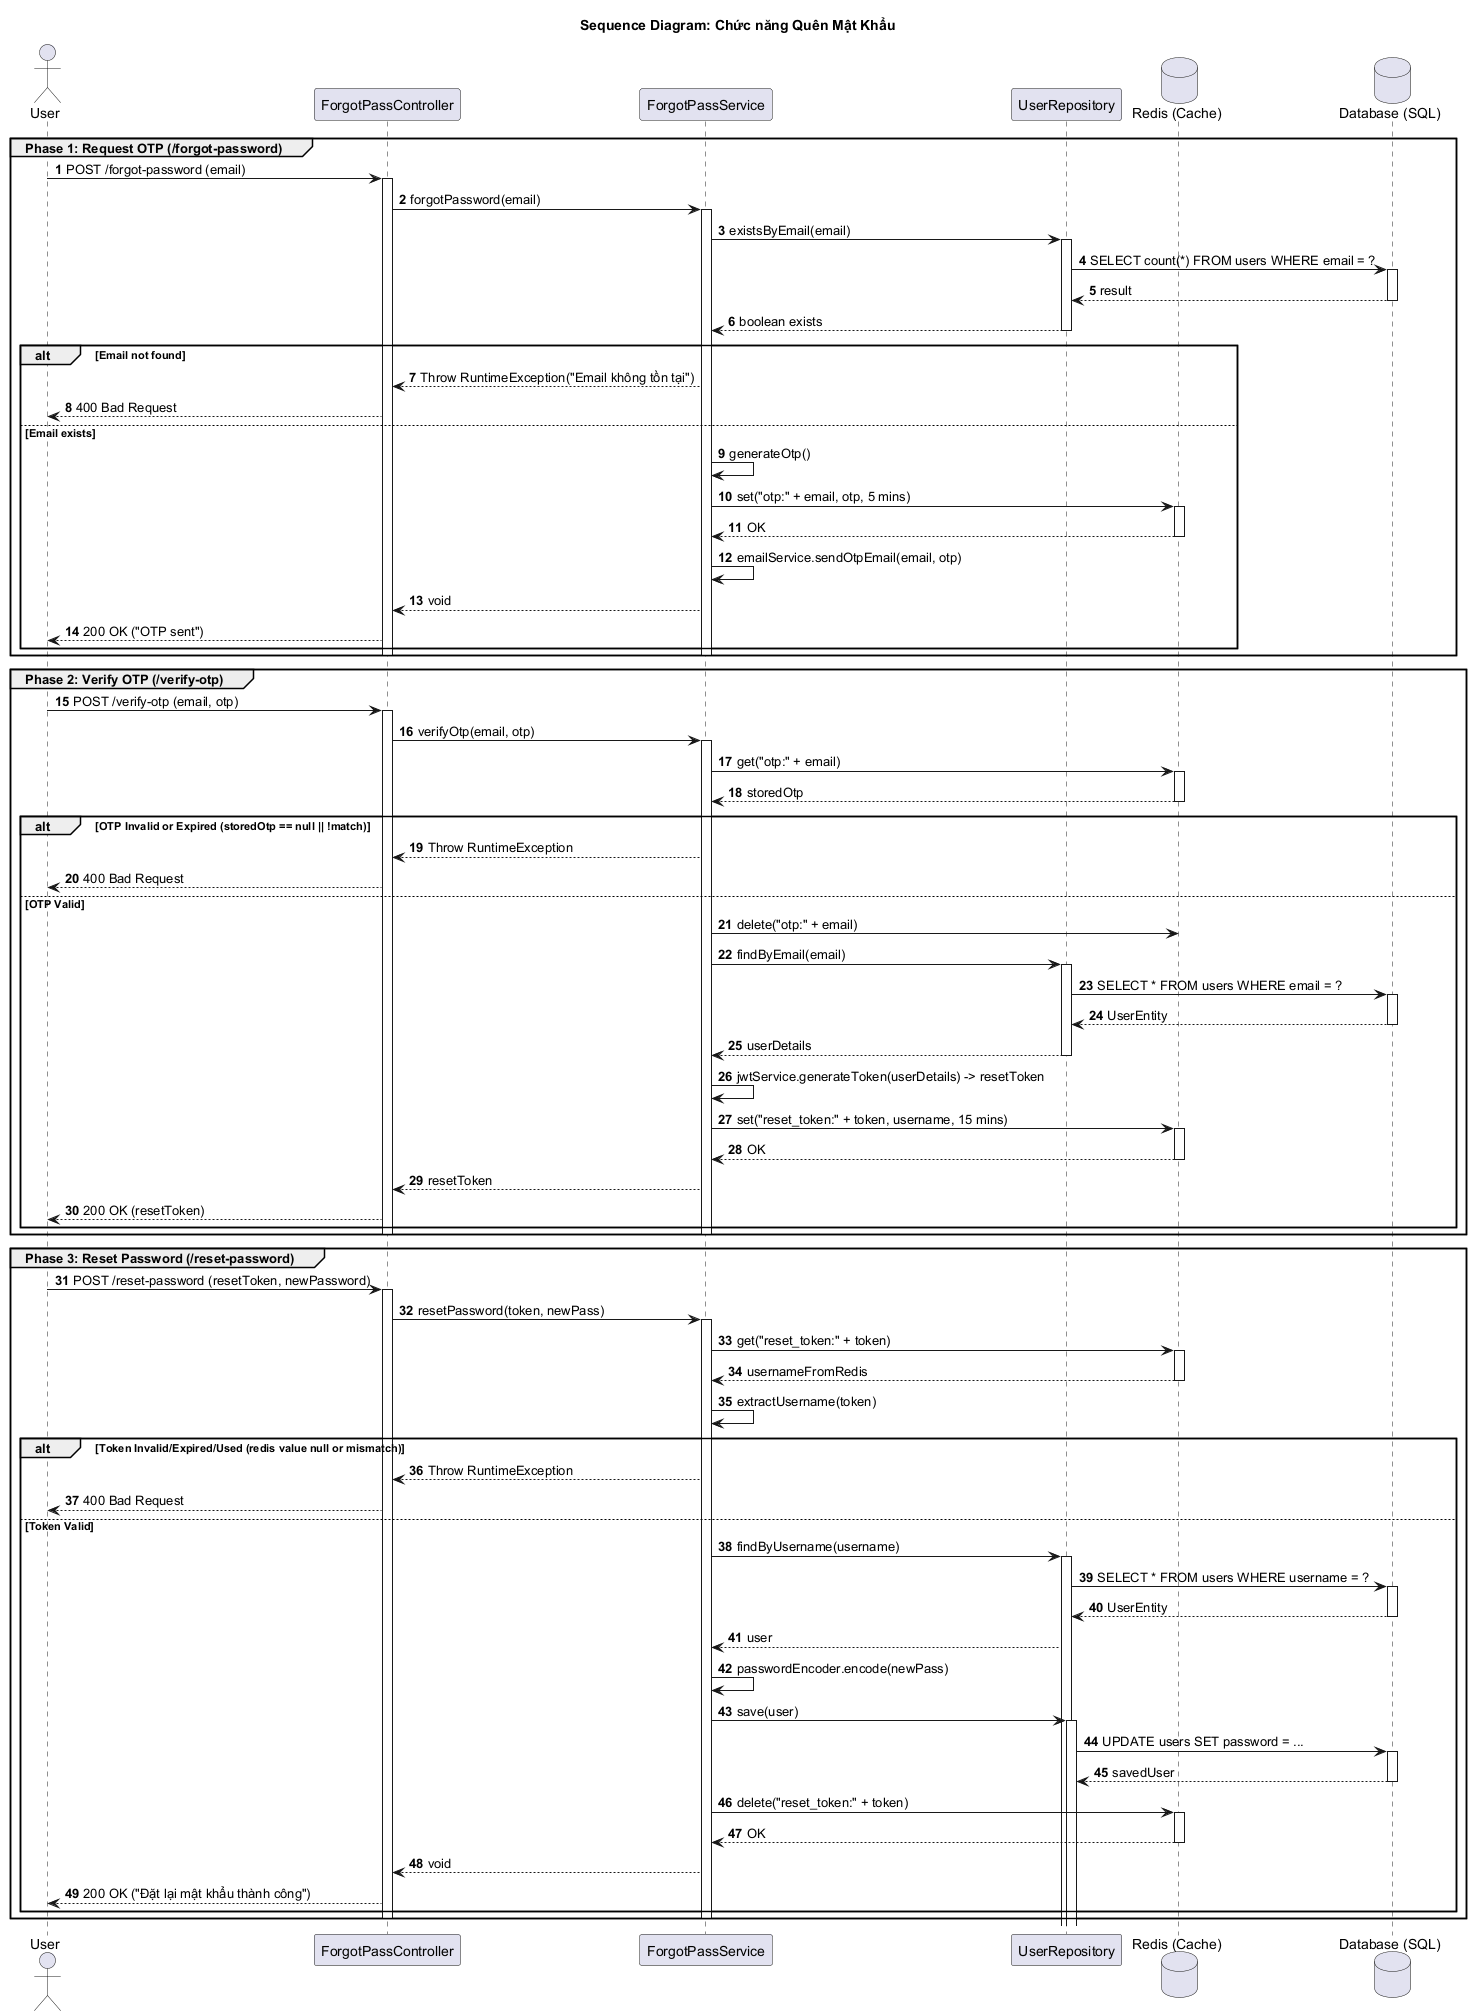 Sequence Diagram: Chức năng Quên Mật Khẩu
User
ForgotPassController
ForgotPassService
UserRepository
Redis (Cache)
Database (SQL)
Phase 1: Request OTP (/forgot-password)
1 POST /forgot-password (email)
2 forgotPassword(email)
3 existsByEmail(email)
4 SELECT count(*) FROM users WHERE email = ?
5 result
6 boolean exists
alt [Email not found]
7 Throw RuntimeException("Email không tồn tại")
8 400 Bad Request
[Email exists]
9 generateOtp()
10 set("otp:" + email, otp, 5 mins)
11 OK
12 emailService.sendOtpEmail(email, otp)
13 void
14 200 OK ("OTP sent")
Phase 2: Verify OTP (/verify-otp)
15 POST /verify-otp (email, otp)
16 verifyOtp(email, otp)
17 get("otp:" + email)
18 storedOtp
alt [OTP Invalid or Expired (storedOtp == null || !match)]
19 Throw RuntimeException
20 400 Bad Request
[OTP Valid]
21 delete("otp:" + email)
22 findByEmail(email)
23 SELECT * FROM users WHERE email = ?
24 UserEntity
25 userDetails
26 jwtService.generateToken(userDetails) -> resetToken
27 set("reset_token:" + token, username, 15 mins)
28 OK
29 resetToken
30 200 OK (resetToken)
Phase 3: Reset Password (/reset-password)
31 POST /reset-password (resetToken, newPassword)
32 resetPassword(token, newPass)
33 get("reset_token:" + token)
34 usernameFromRedis
35 extractUsername(token)
alt [Token Invalid/Expired/Used (redis value null or mismatch)]
36 Throw RuntimeException
37 400 Bad Request
[Token Valid]
38 findByUsername(username)
39 SELECT * FROM users WHERE username = ?
40 UserEntity
41 user
42 passwordEncoder.encode(newPass)
43 save(user)
44 UPDATE users SET password = ...
45 savedUser
46 delete("reset_token:" + token)
47 OK
48 void
49 200 OK ("Đặt lại mật khẩu thành công")
User
ForgotPassController
ForgotPassService
UserRepository
Redis (Cache)
Database (SQL)